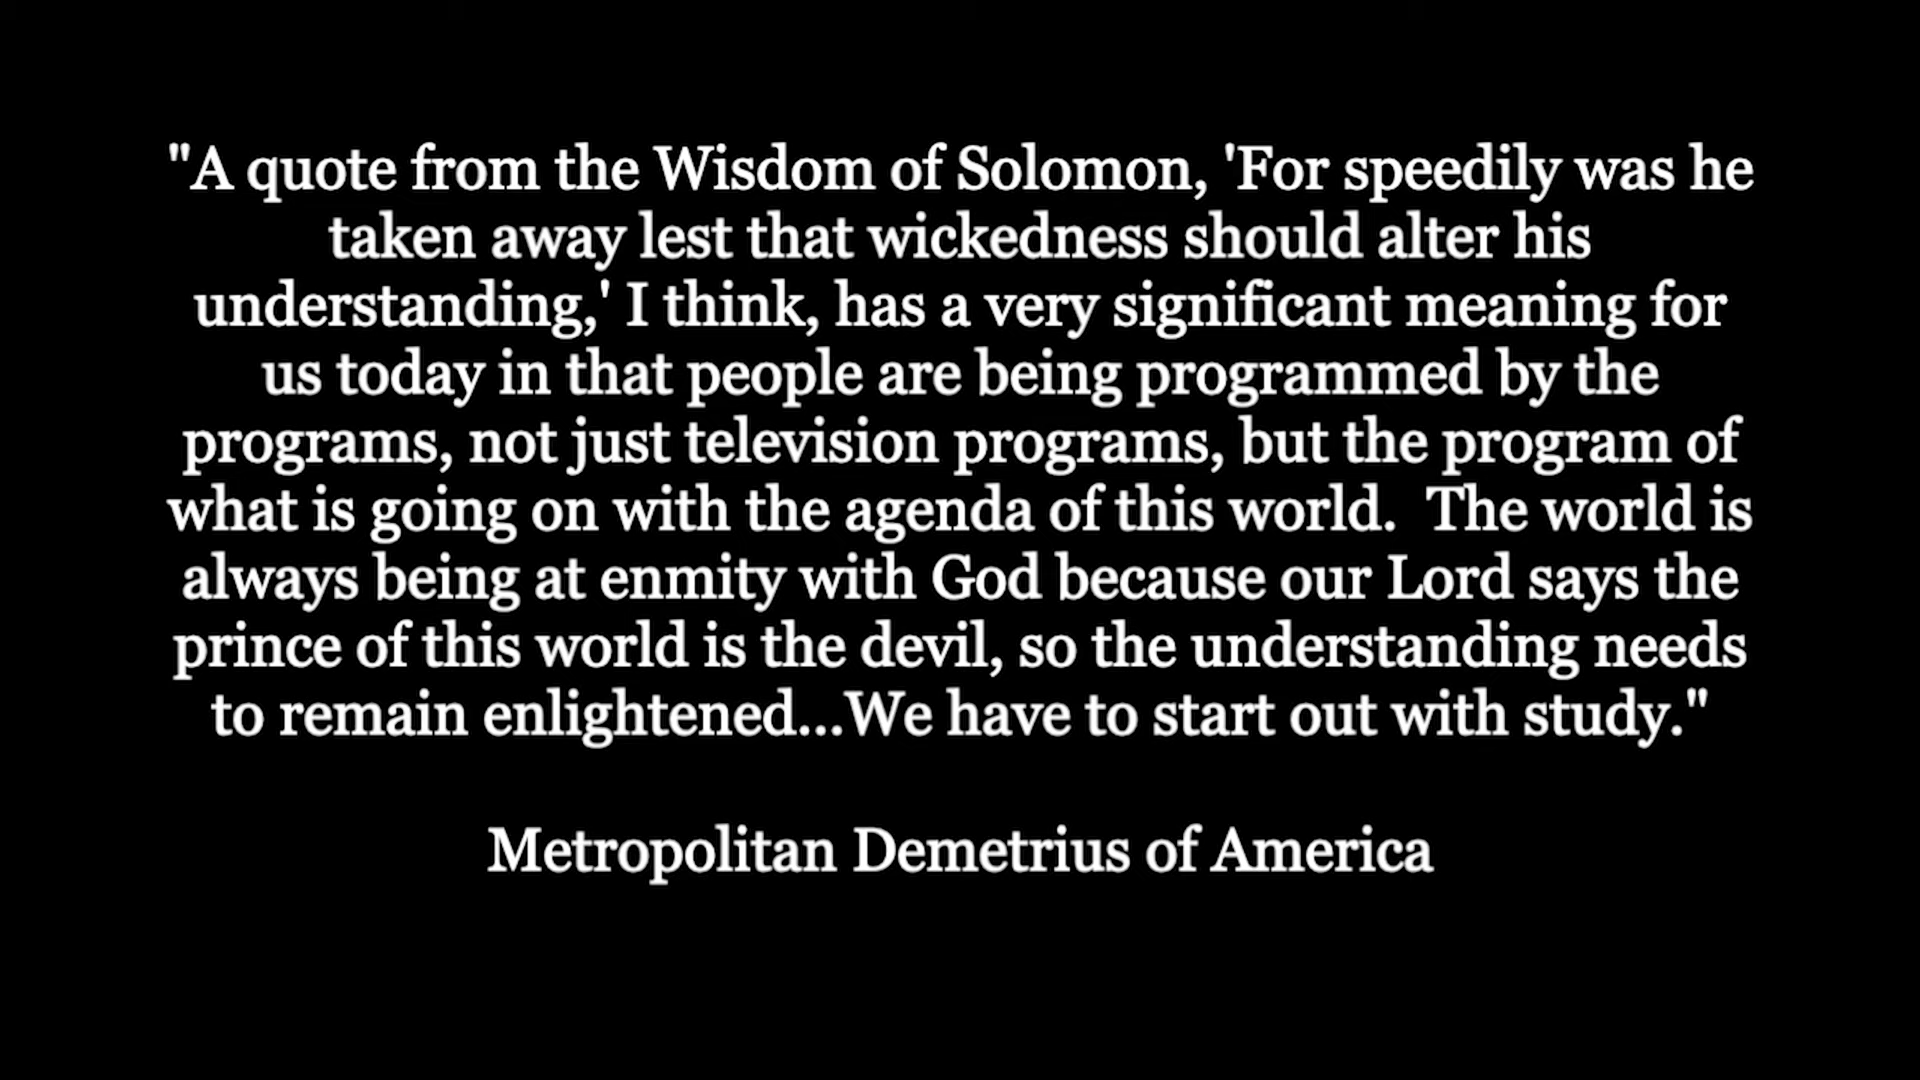 "A quote from the Wisdom of Solomon, 'For speedily was he
taken away lest that wickedness should alter his
understanding,' I think, has a very significant meaning for
us today in that people are being programmed by the
programs, not just television programs, but the program of
what is going on with the agenda of this world.  The world is
always being at enmity with God because our Lord says the
prince of this world is the devil, so the understanding needs
to remain enlightened...We have to start out with study."
Metropolitan Demetrius of America